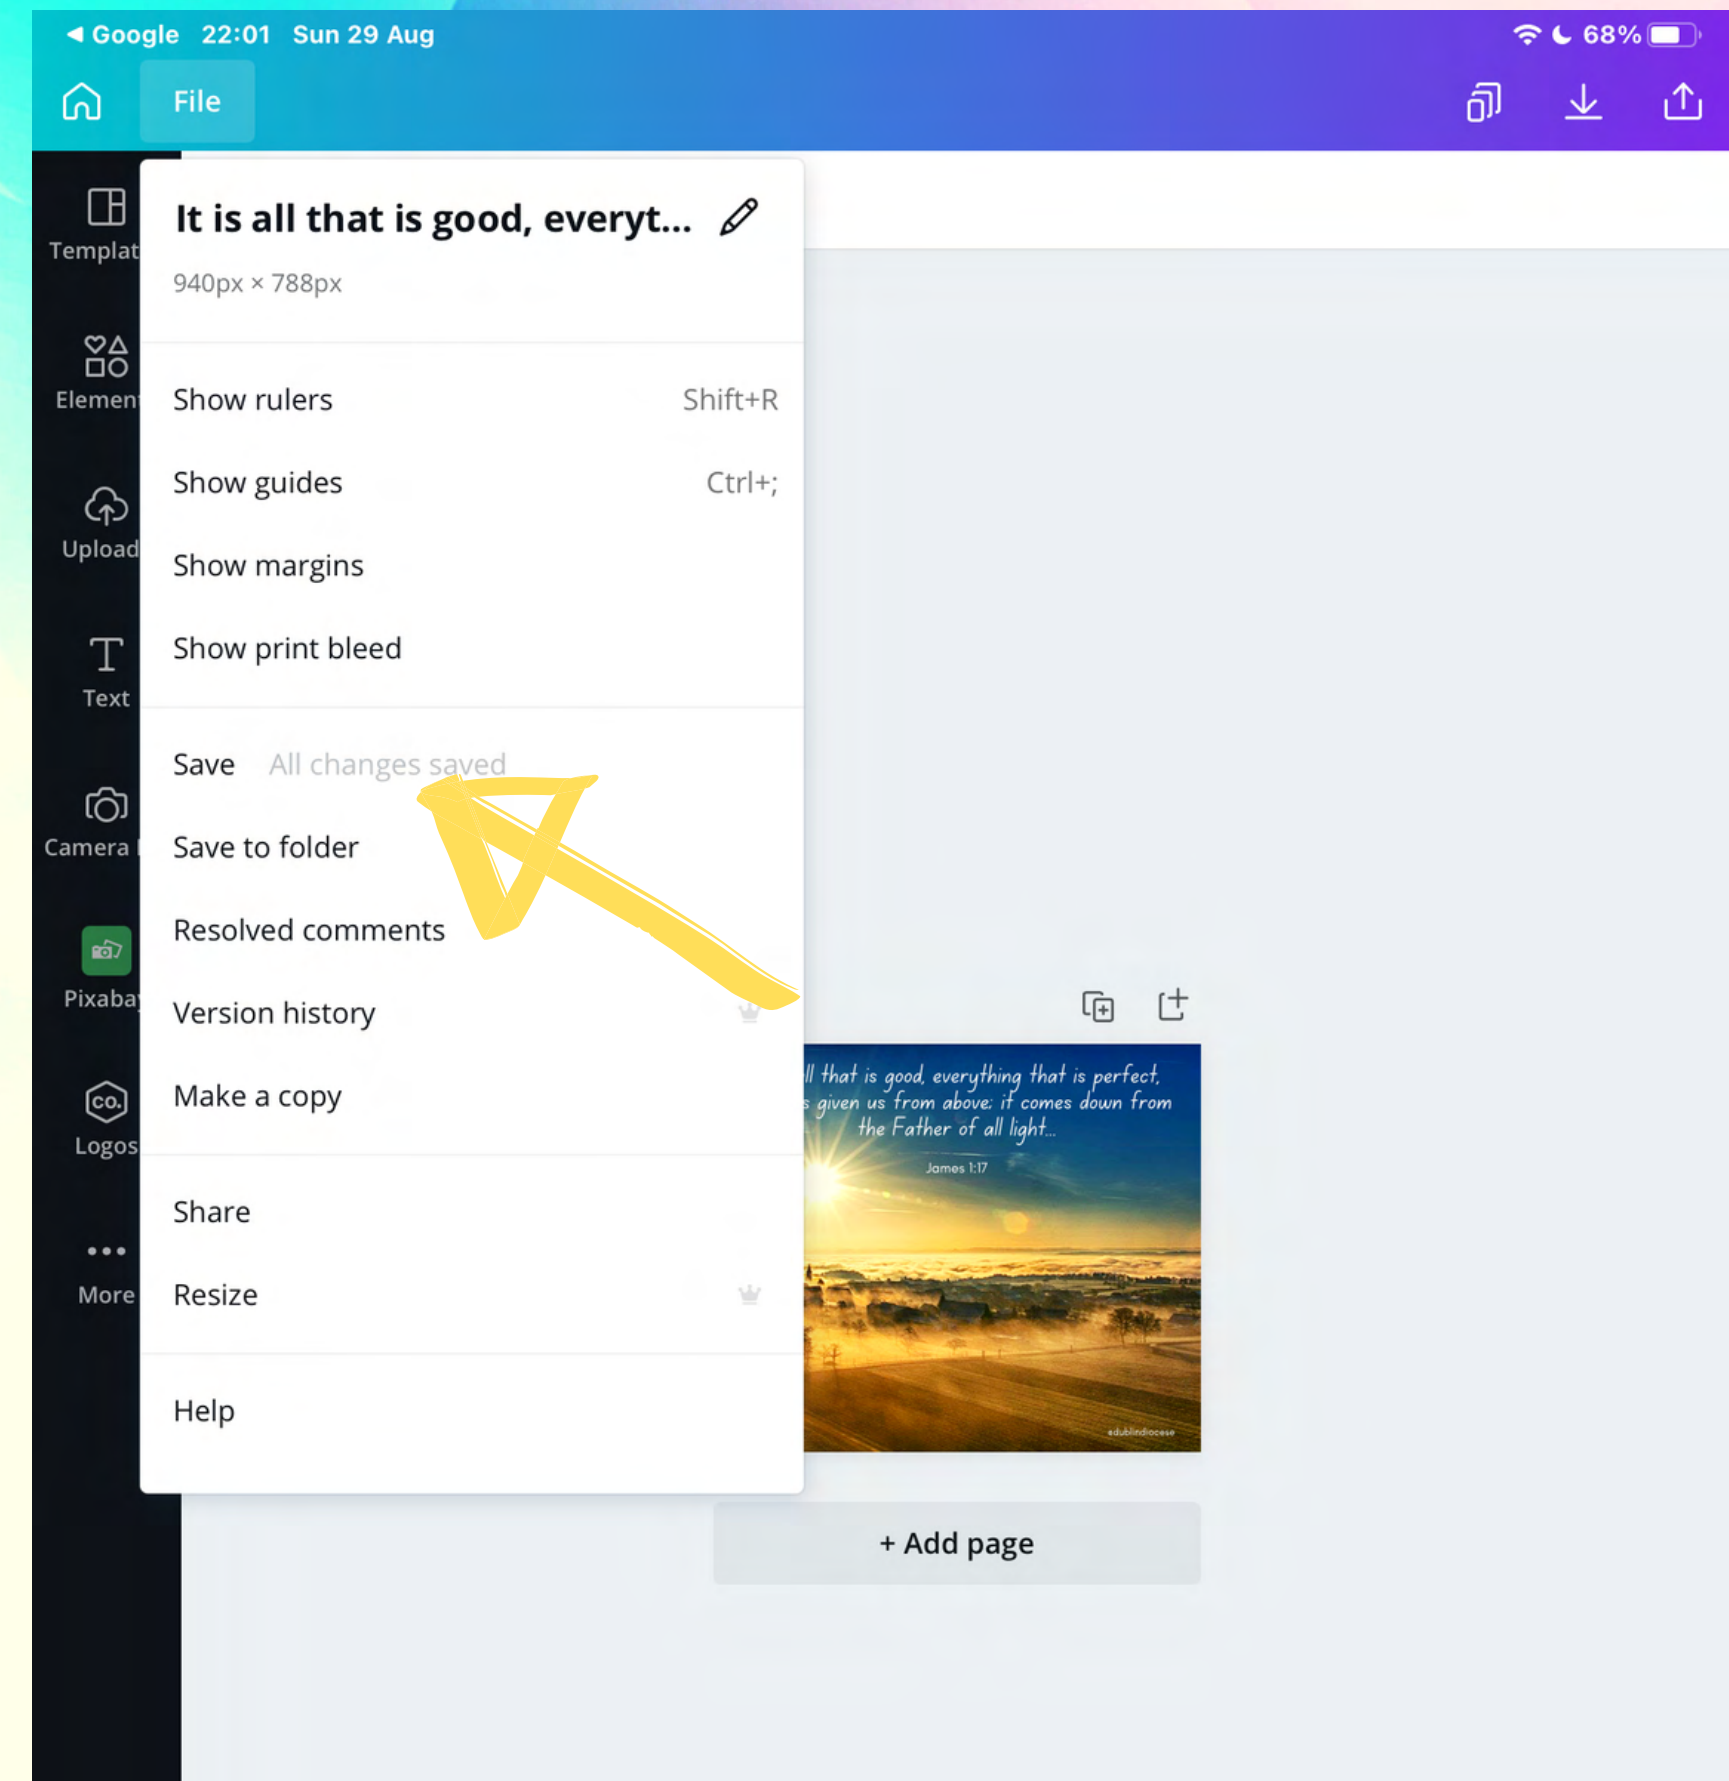 Google 22:01 Sun 29 Aug 68%
File
It is all that is good, everyt...
940px × 788px
Templat
Show rulers Shift+R
Elemen
Show guides Ctrl+;
Upload
Show margins
Show print bleed
Text
Save All changes saved
Camera
Save to folder
Resolved comments
Pixaba
Version history
Make a copy
CO.
Logos
Share
More
Resize
Help
ll that is good, everything that is perfect,
s given us from above; it comes down from
the Father of all light...
James 1:17
edublindiocese
+ Add page